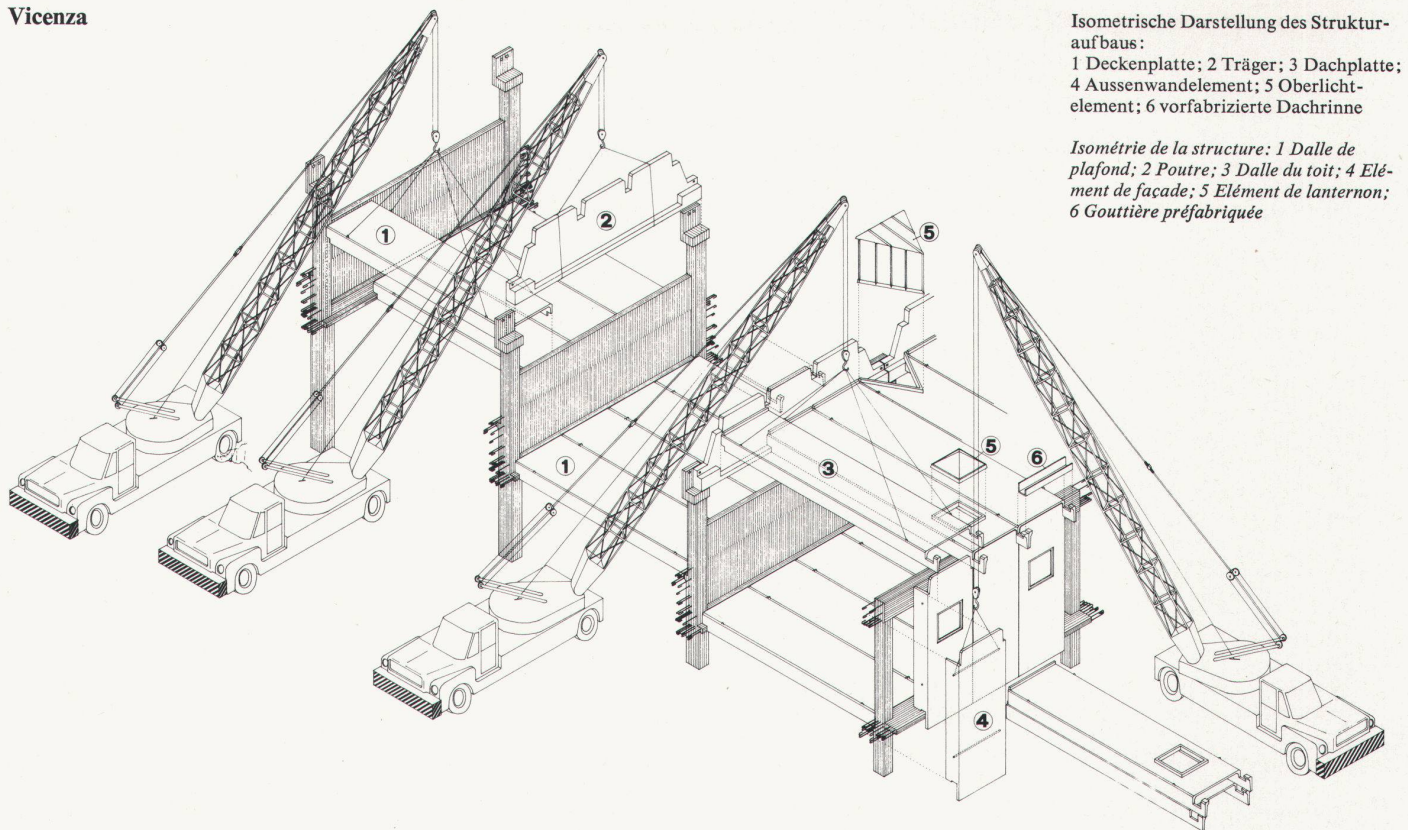 Vicenza
Isometrische Darstellung des Struktur-
aufbaus:
1 Deckenplatte; 2 Träger; 3 Dachplatte;
4 Aussenwandelement; 5 Oberlicht-
element; 6 vorfabrizierte Dachrinne
Isométrie de la structure: 1 Dalle de
plafond; 2 Poutre; 3 Dalle du toit; 4 Elé-
ment de façade; 5 Elément de lanternon;
6 Gouttière préfabriquée
1
2
5
1
3
5
6
4